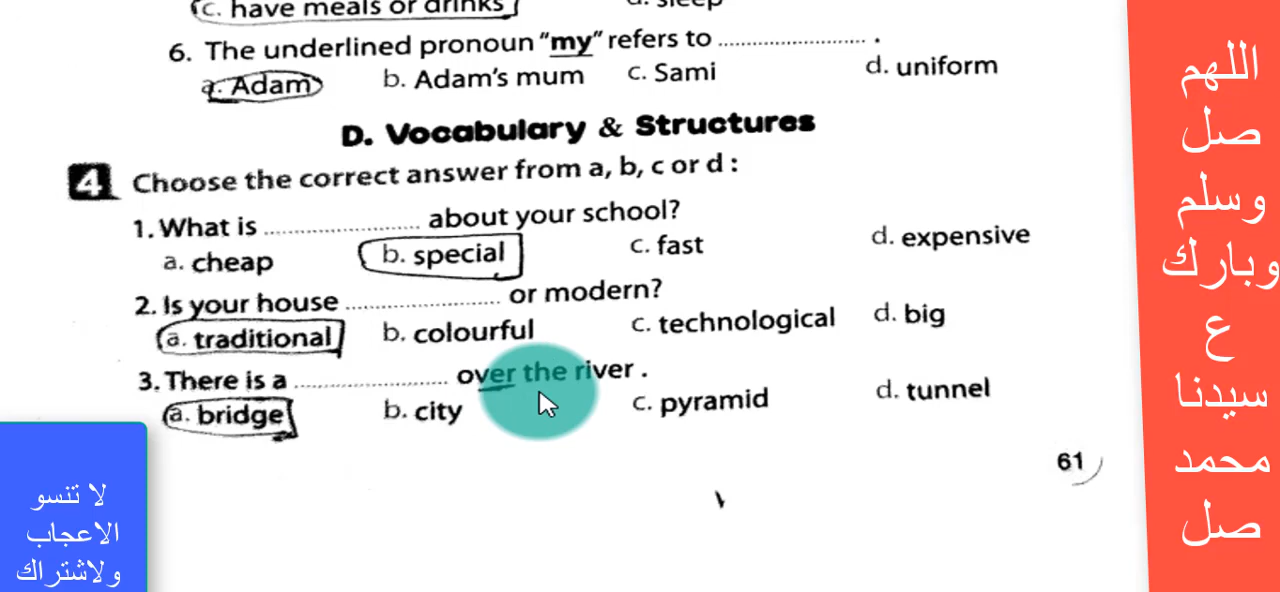 c. have meals or drinks d. sleep
6. The underlined pronoun “my” refers to ........................... .
a. Adam b. Adam’s mum c. Sami d. uniform
D. Vocabulary & Structures
4 Choose the correct answer from a, b, c or d :
1. What is ........................... about your school?
a. cheap b. special c. fast d. expensive
2. Is your house ........................... or modern?
a. traditional b. colourful c. technological d. big
3. There is a ........................... over the river .
a. bridge b. city c. pyramid d. tunnel
61
اللهم
صل
وسلم
وبارك
ع
سيدنا
محمد
صل
لا تنسو
الاعجاب
ولاشتراك